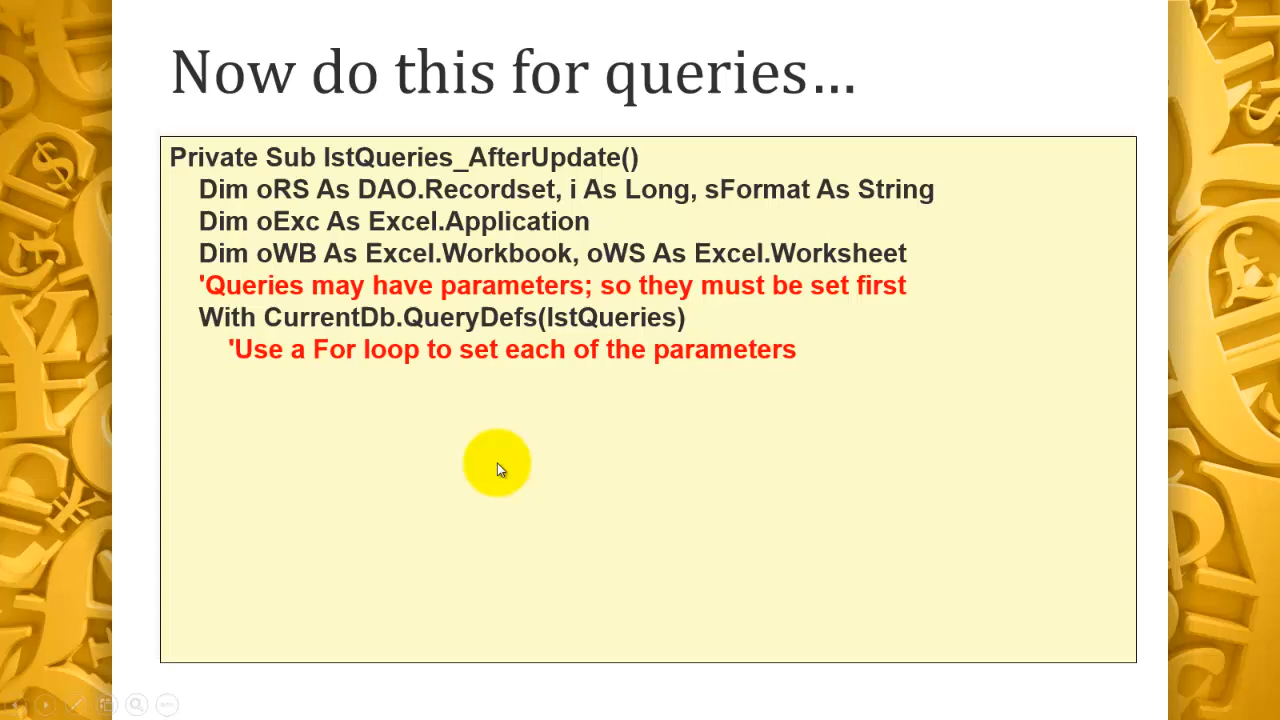 Now do this for queries…
Private Sub lstQueries_AfterUpdate()
Dim oRS As DAO.Recordset, i As Long, sFormat As String
Dim oExc As Excel.Application
Dim oWB As Excel.Workbook, oWS As Excel.Worksheet
'Queries may have parameters; so they must be set first
With CurrentDb.QueryDefs(lstQueries)
'Use a For loop to set each of the parameters